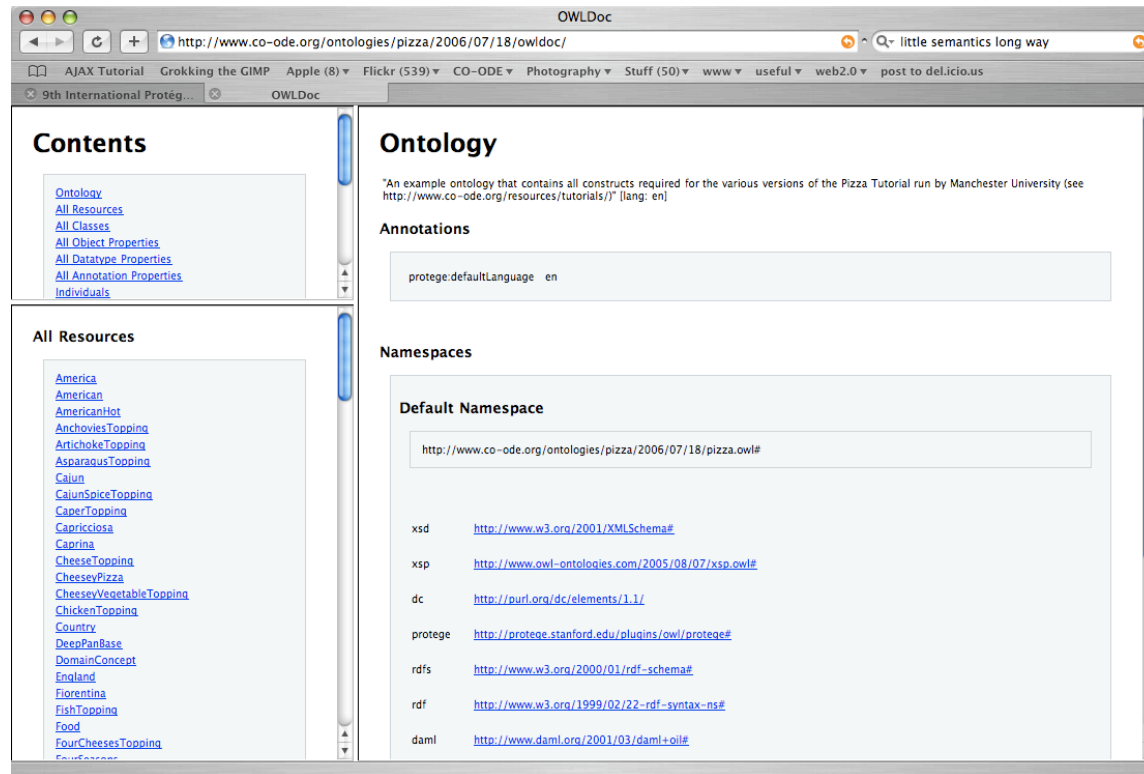 OWLDoc
http://www.co-ode.org/ontologies/pizza/2006/07/18/owldoc/
little semantics long way
AJAX Tutorial Grokking the GIMP Apple (8) Flickr (539) CO-ODE Photography Stuff (50) www useful web2.0 post to del.icio.us
9th International Protég... OWLDoc
Contents
Ontology
All Resources
All Classes
All Object Properties
All Datatype Properties
All Annotation Properties
Individuals
All Resources
America
American
AmericanHot
AnchoviesTopping
ArtichokeTopping
AsparagusTopping
Cajun
CajunSpiceTopping
CaperTopping
Capricciosa
Caprina
CheeseTopping
CheeseyPizza
CheeseyVegetableTopping
ChickenTopping
Country
DeepPanBase
DomainConcept
England
Fiorentina
FishTopping
Food
FourCheesesTopping
FourSeasons
Ontology
"An example ontology that contains all constructs required for the various versions of the Pizza Tutorial run by Manchester University (see
http://www.co-ode.org/resources/tutorials/)" [lang: en]
Annotations
protege:defaultLanguage en
Namespaces
Default Namespace
http://www.co-ode.org/ontologies/pizza/2006/07/18/pizza.owl#
xsd http://www.w3.org/2001/XMLSchema#
xsp http://www.owl-ontologies.com/2005/08/07/xsp.owl#
dc http://purl.org/dc/elements/1.1/
protege http://protege.stanford.edu/plugins/owl/protege#
rdfs http://www.w3.org/2000/01/rdf-schema#
rdf http://www.w3.org/1999/02/22-rdf-syntax-ns#
daml http://www.daml.org/2001/03/daml+oil#